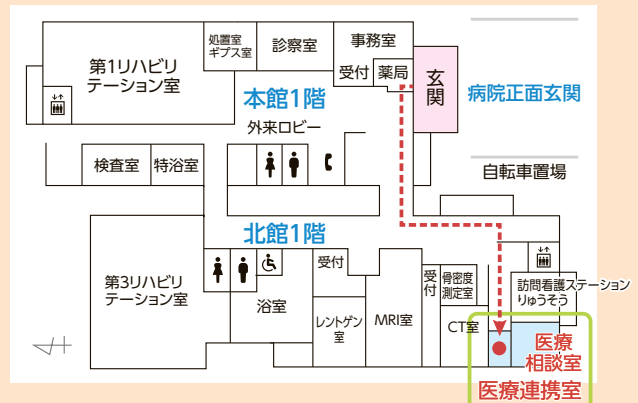 処置室
ギプス室
診察室
事務室
第1リハビリ
テーション室
受付
薬局
玄関
本館1階
病院正面玄関
外来ロビー
検査室
特浴室
自転車置場
北館1階
第3リハビリ
テーション室
浴室
受付
レントゲン
室
MRI室
受付
骨密度
測定室
CT室
訪問看護ステーション
りゅうそう
医療
相談室
医療連携室